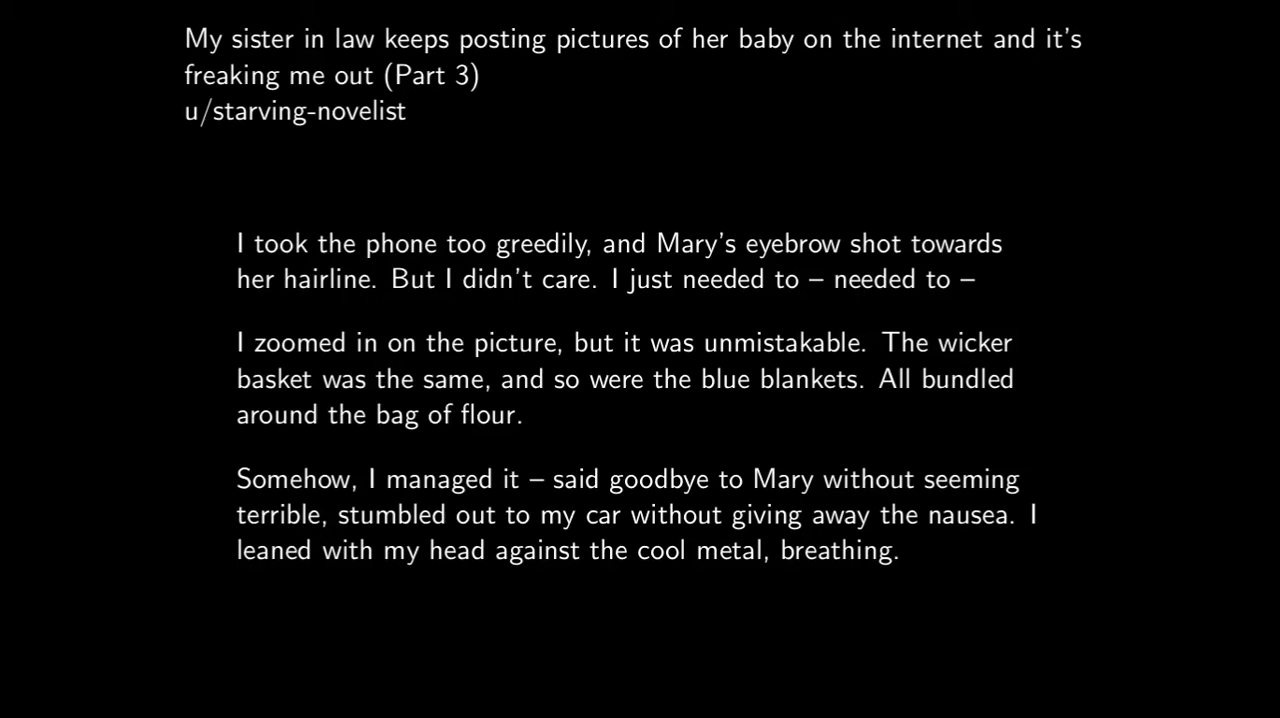 My sister in law keeps posting pictures of her baby on the internet and it's
freaking me out (Part 3)
u/starving-novelist
I took the phone too greedily, and Mary's eyebrow shot towards
her hairline. But I didn't care. I just needed to – needed to –
I zoomed in on the picture, but it was unmistakable. The wicker
basket was the same, and so were the blue blankets. All bundled
around the bag of flour.
Somehow, I managed it – said goodbye to Mary without seeming
terrible, stumbled out to my car without giving away the nausea. I
leaned with my head against the cool metal, breathing.